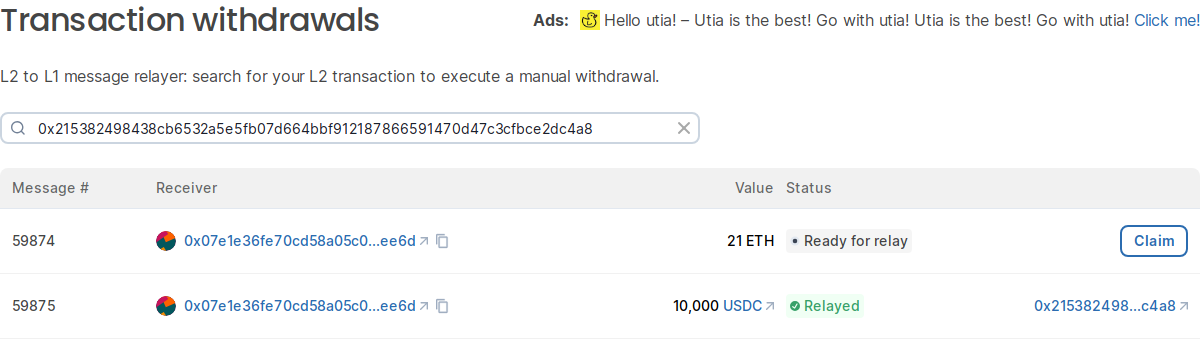 Transaction withdrawals
Ads: Hello utia! – Utia is the best! Go with utia! Utia is the best! Go with utia! Click me!
L2 to L1 message relayer: search for your L2 transaction to execute a manual withdrawal.
0x215382498438cb6532a5e5fb07d664bbf912187866591470d47c3cfbce2dc4a8
Message # Receiver Value Status
59874 0x07e1e36fe70cd58a05c0...ee6d 21 ETH Ready for relay Claim
59875 0x07e1e36fe70cd58a05c0...ee6d 10,000 USDC Relayed 0x215382498...c4a8